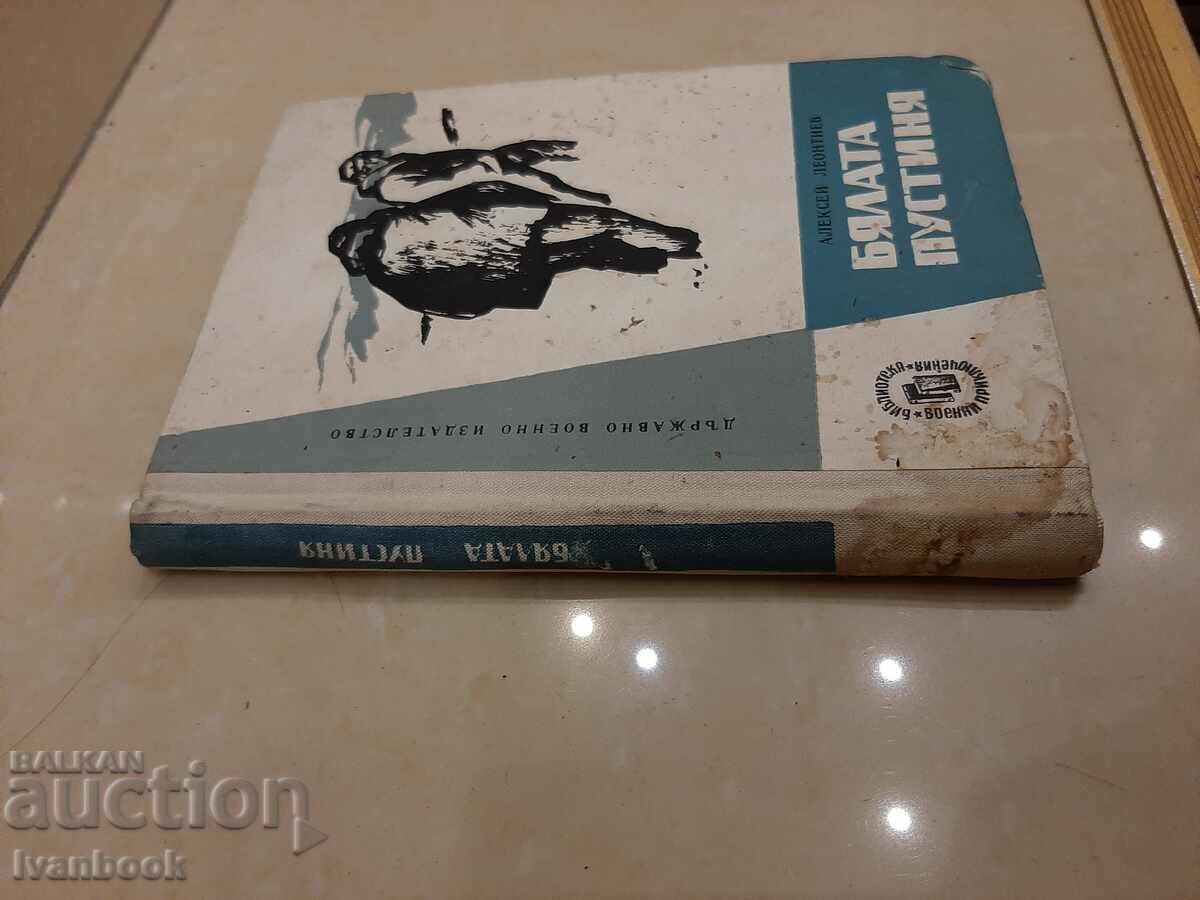 АЛЕКСЕЙ ЛЕОНТИЕВ
БЯЛАТА
ПУСТИНЯ
БИБЛИОТЕКА
ВОЕННИ ПРИКЛЮЧЕНИЯ
ДЪРЖАВНО ВОЕННО ИЗДАТЕЛСТВО
БЯЛАТА ПУСТИНЯ
BALKAN
auction
Ivanbook